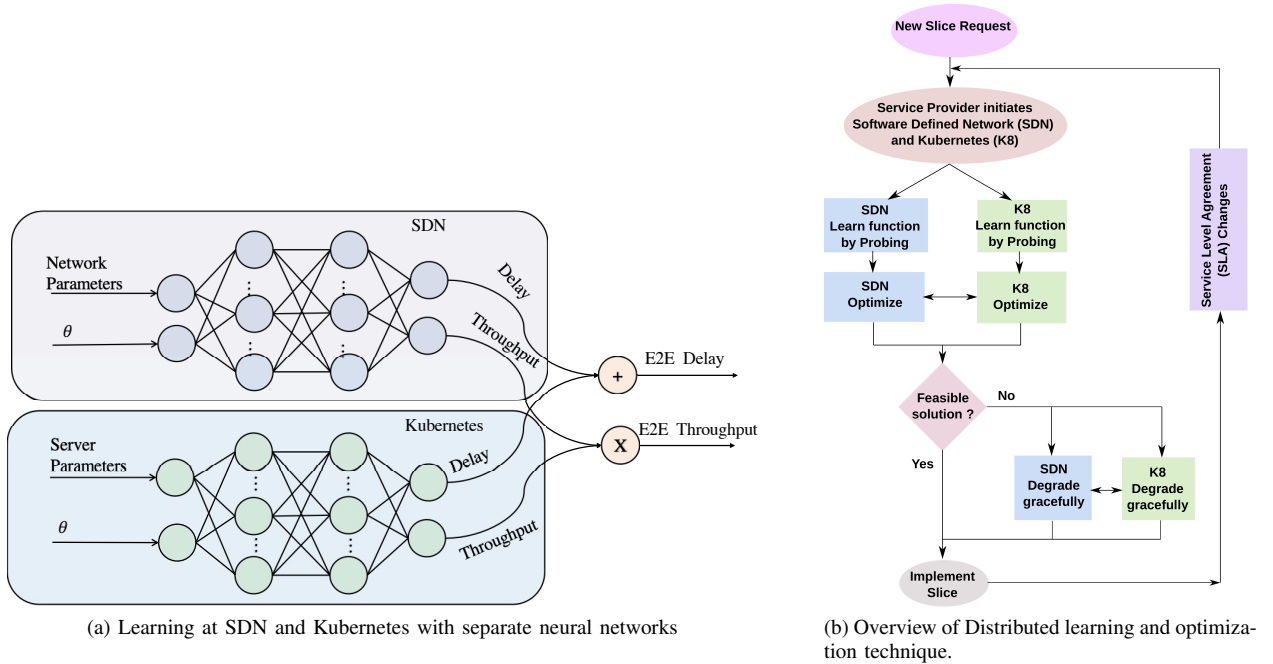 SDN
Network
Parameters
θ
Delay
Throughput
+
E2E Delay
X
E2E Throughput
Kubernetes
Server
Parameters
θ
Delay
Throughput
(a) Learning at SDN and Kubernetes with separate neural networks
New Slice Request
Service Provider initiates
Software Defined Network (SDN)
and Kubernetes (K8)
SDN
Learn function
by Probing
K8
Learn function
by Probing
SDN
Optimize
K8
Optimize
Feasible
solution ?
No
Yes
SDN
Degrade
gracefully
K8
Degrade
gracefully
Implement
Slice
Service Level Agreement
(SLA) Changes
(b) Overview of Distributed learning and optimiza-
tion technique.